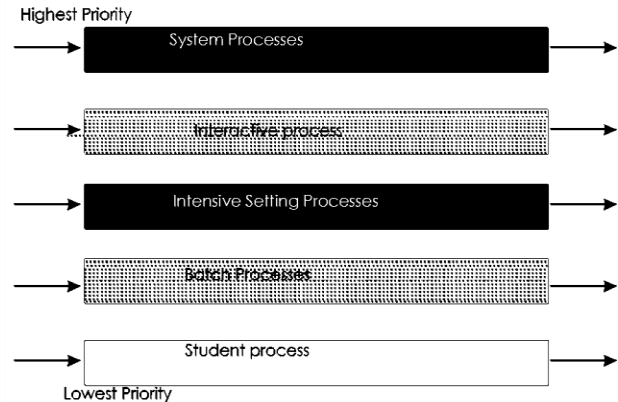 Highest Priority
System Processes
Interactive process
Intensive Setting Processes
Batch Processes
Student process
Lowest Priority